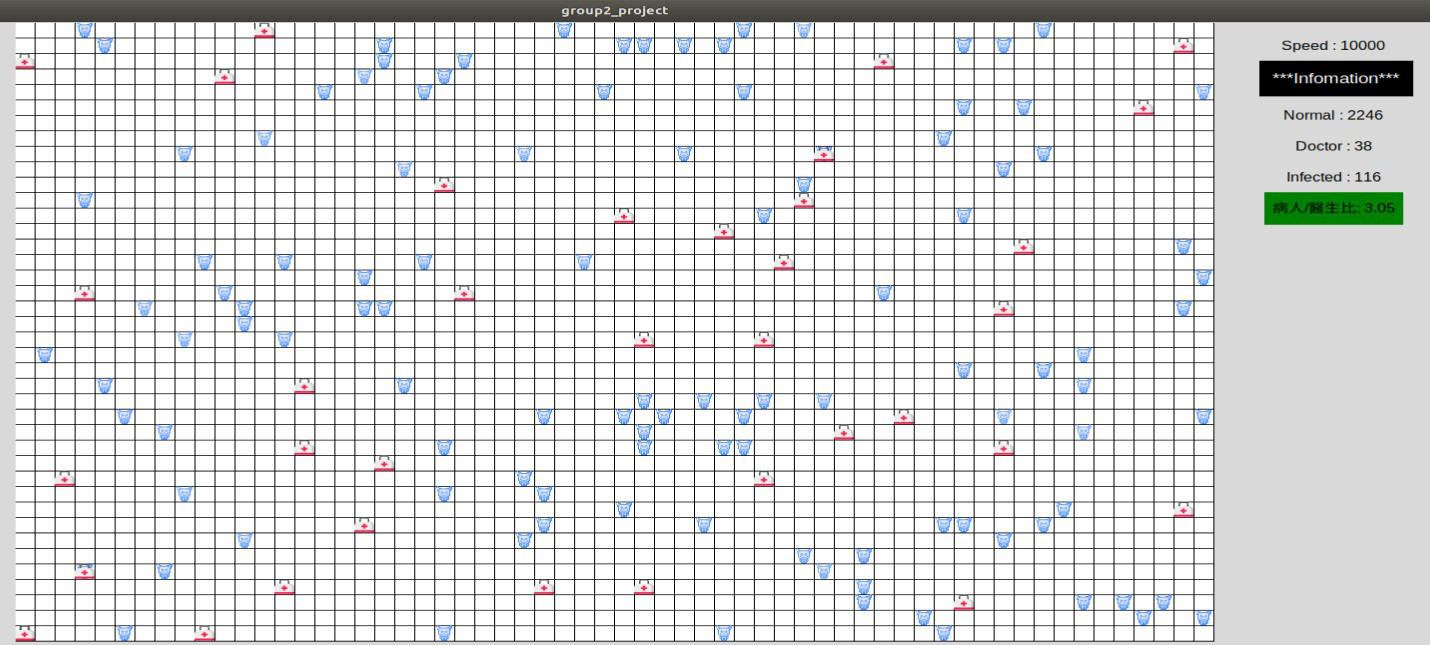 group2_project
Speed : 10000
***Infomation***
Normal : 2246
Doctor : 38
Infected : 116
病人/醫生比: 3.05